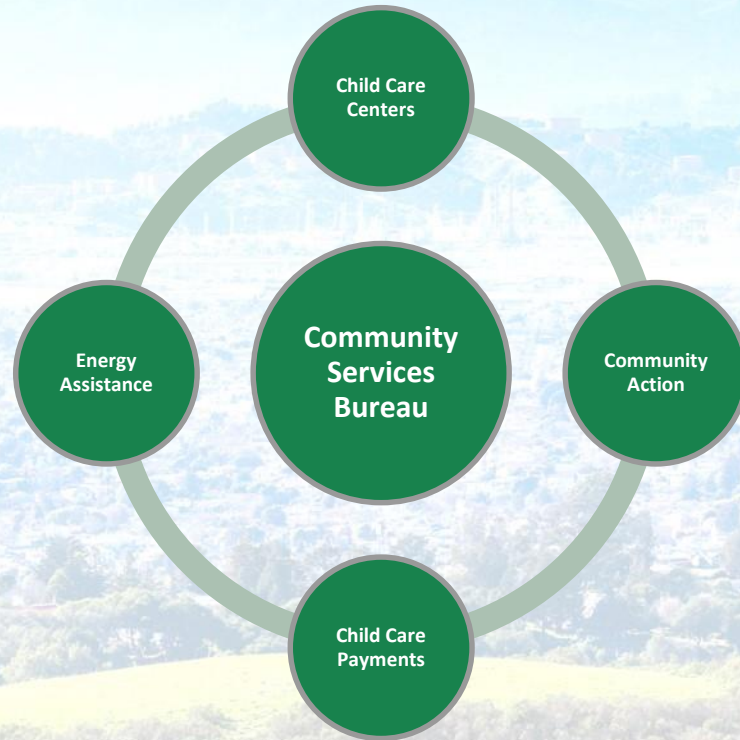 Child Care
Centers
Energy
Assistance
Community
Services
Bureau
Community
Action
Child Care
Payments